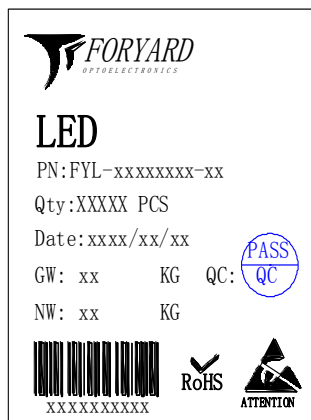 FORYARD
OPTOELECTRONICS
LED
PN:FYL-xxxxxxxx-xx
Qty:XXXXX PCS
Date:xxxx/xx/xx
PASS
GW: xx KG QC: QC
NW: xx KG
RoHS
xxxxxxxxxx
ATTENTION